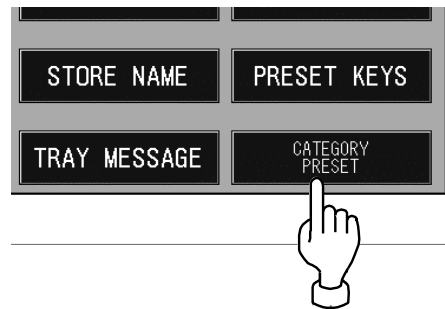 STORE NAME
PRESET KEYS
TRAY MESSAGE
CATEGORY
PRESET